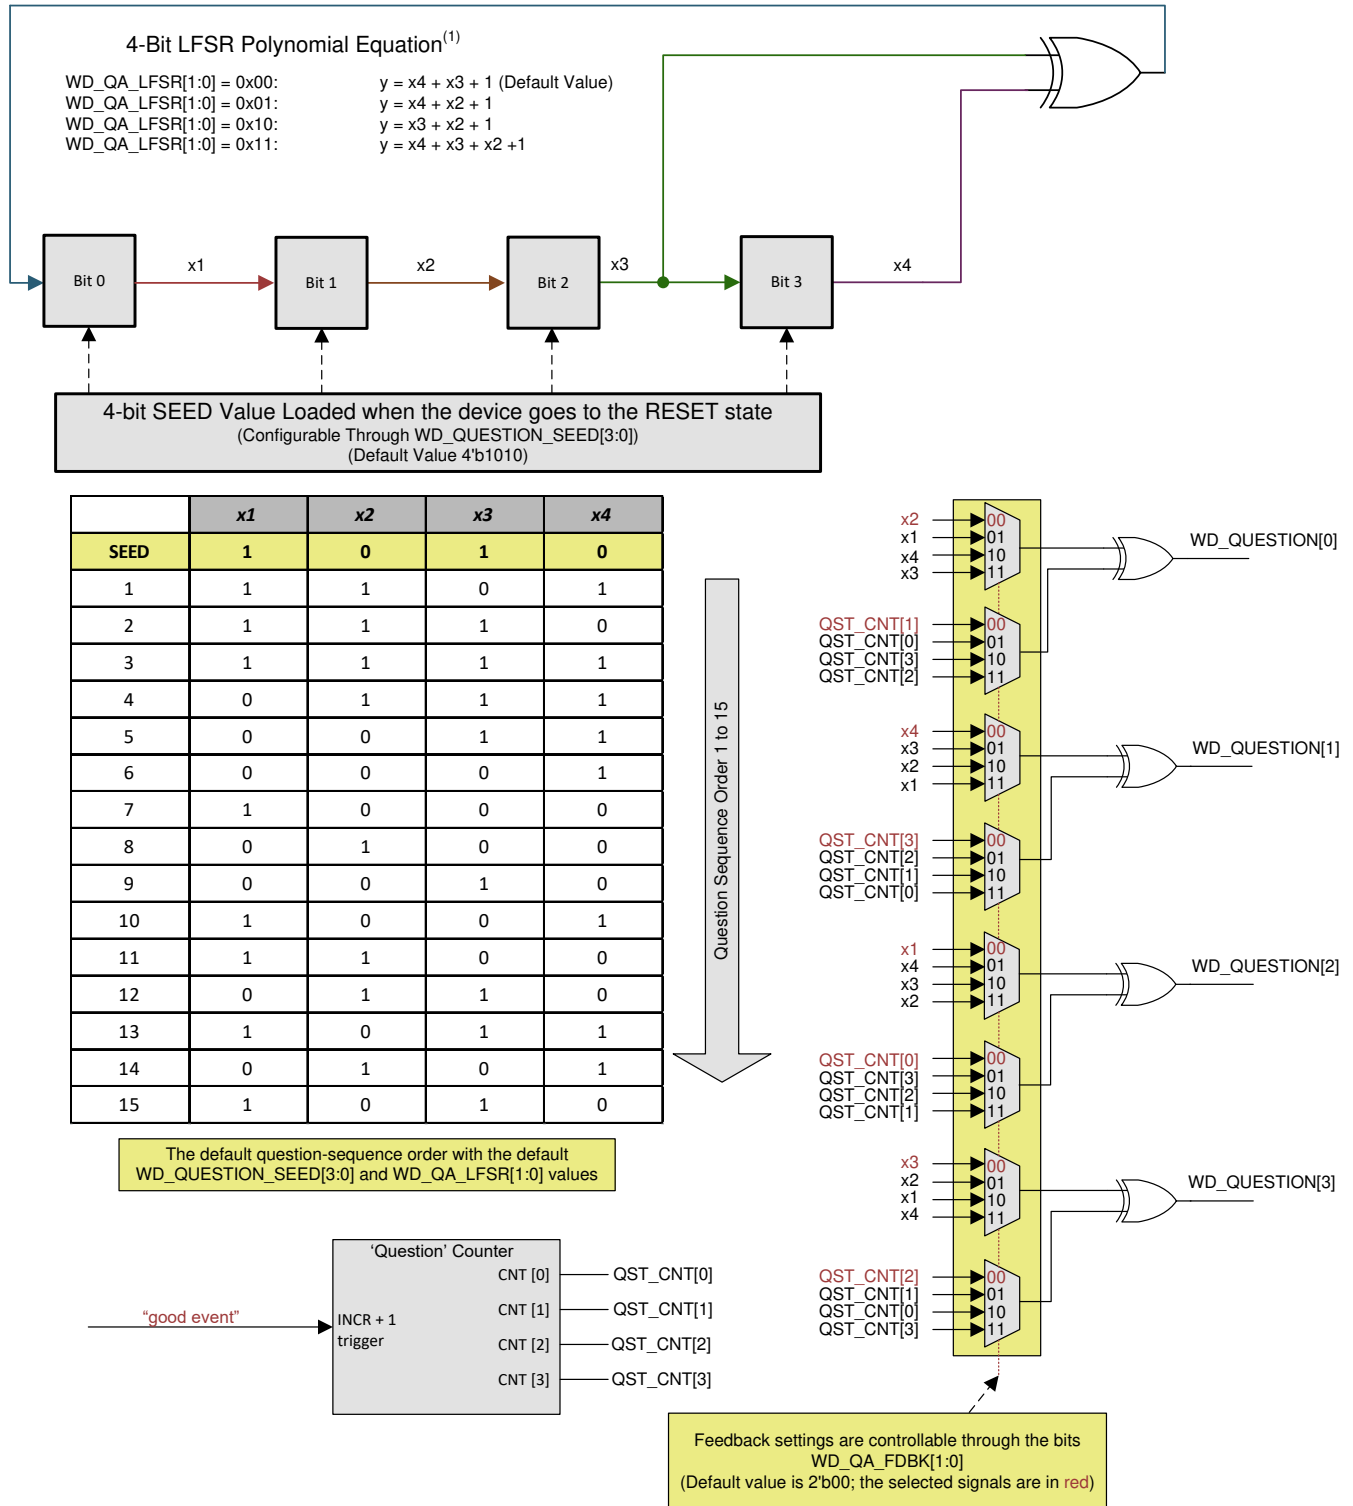 4-Bit LFSR Polynomial Equation(1)
WD_QA_LFSR[1:0] = 0x00: y = x4 + x3 + 1 (Default Value)
WD_QA_LFSR[1:0] = 0x01: y = x4 + x2 + 1
WD_QA_LFSR[1:0] = 0x10: y = x3 + x2 + 1
WD_QA_LFSR[1:0] = 0x11: y = x4 + x3 + x2 +1
Bit 0 x1 Bit 1 x2 Bit 2 x3 Bit 3 x4
4-bit SEED Value Loaded when the device goes to the RESET state
(Configurable Through WD_QUESTION_SEED[3:0])
(Default Value 4'b1010)
x1 x2 x3 x4
SEED 1 0 1 0
1 1 1 0 1
2 1 1 1 0
3 1 1 1 1
4 0 1 1 1
5 0 0 1 1
6 0 0 0 1
7 1 0 0 0
8 0 1 0 0
9 0 0 1 0
10 1 0 0 1
11 1 1 0 0
12 0 1 1 0
13 1 0 1 1
14 0 1 0 1
15 1 0 1 0
Question Sequence Order 1 to 15
The default question-sequence order with the default
WD_QUESTION_SEED[3:0] and WD_QA_LFSR[1:0] values
'Question' Counter
"good event"
INCR + 1
trigger
CNT [0] QST_CNT[0]
CNT [1] QST_CNT[1]
CNT [2] QST_CNT[2]
CNT [3] QST_CNT[3]
x2 00
x1 01
x4 10
x3 11
WD_QUESTION[0]
QST_CNT[1] 00
QST_CNT[0] 01
QST_CNT[3] 10
QST_CNT[2] 11
x4 00
x3 01
x2 10
x1 11
WD_QUESTION[1]
QST_CNT[3] 00
QST_CNT[2] 01
QST_CNT[1] 10
QST_CNT[0] 11
x1 00
x4 01
x3 10
x2 11
WD_QUESTION[2]
QST_CNT[0] 00
QST_CNT[3] 01
QST_CNT[2] 10
QST_CNT[1] 11
x3 00
x2 01
x1 10
x4 11
WD_QUESTION[3]
QST_CNT[2] 00
QST_CNT[1] 01
QST_CNT[0] 10
QST_CNT[3] 11
Feedback settings are controllable through the bits
WD_QA_FDBK[1:0]
(Default value is 2'b00; the selected signals are in red)